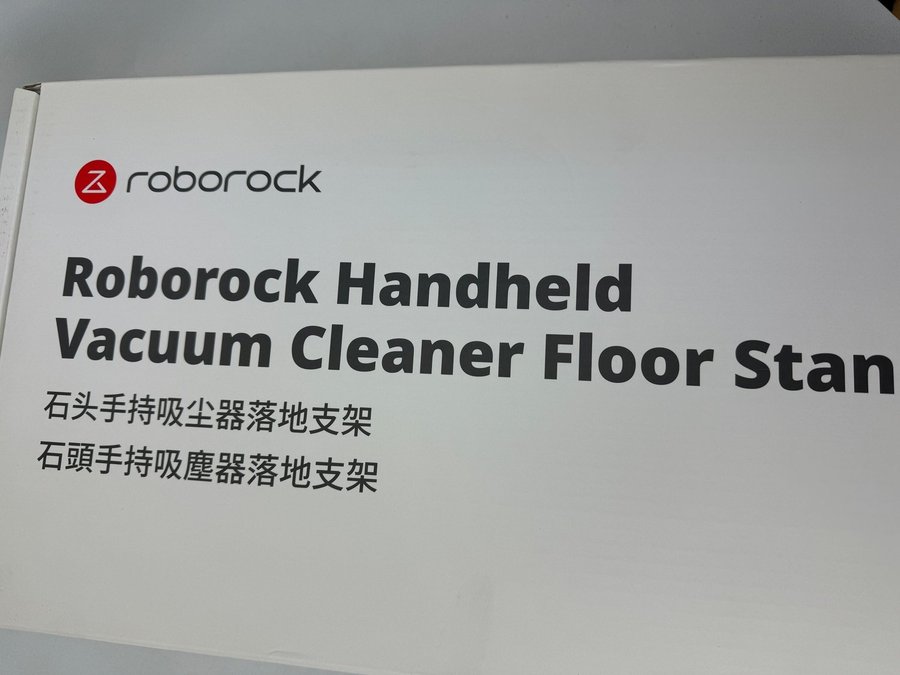 roborock
Roborock Handheld
Vacuum Cleaner Floor Stan
石头手持吸尘器落地支架
石頭手持吸塵器落地支架